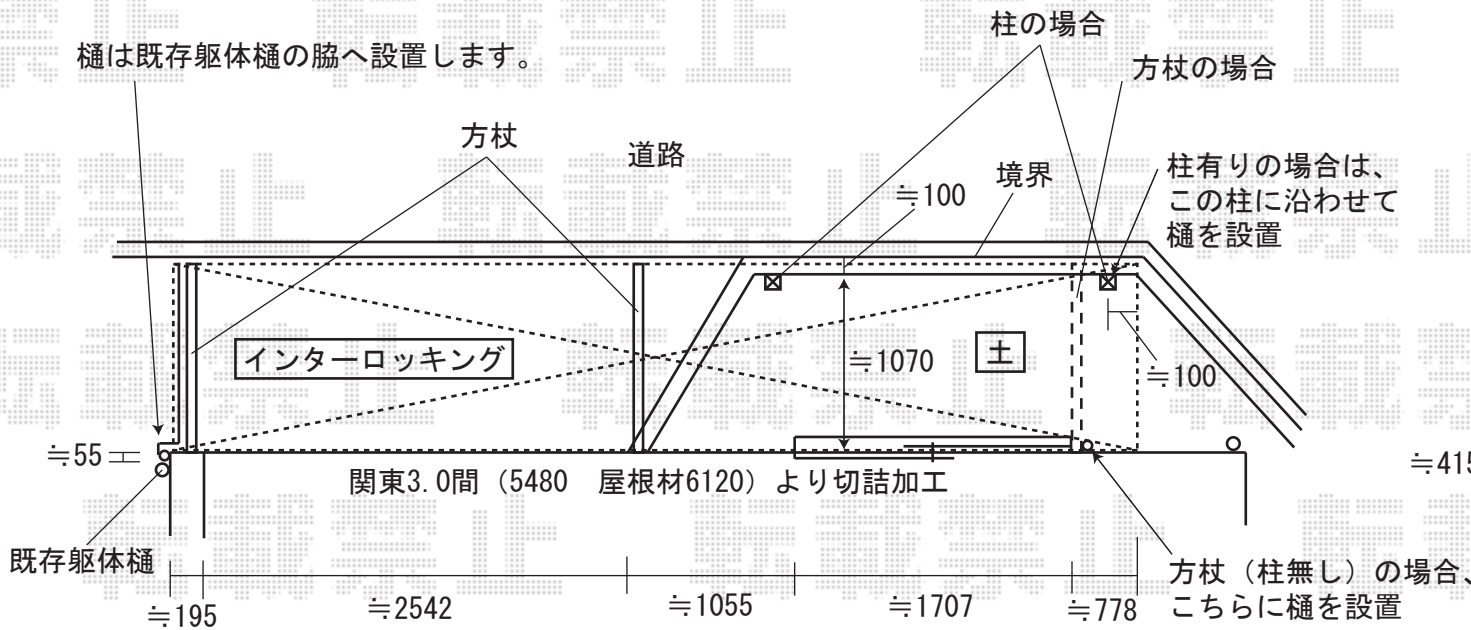 柱の場合
樋は既存躯体樋の脇へ設置します。
方杖の場合
方杖
道路
柱有りの場合は、
この柱に沿わせて
樋を設置
境界
≒100
インターロッキング
≒1070
土
≒100
≒55
関東3.0間（5480　屋根材6120）より切詰加工
≒415
既存躯体樋
方杖（柱無し）の場合、
こちらに樋を設置
≒195
≒2542
≒1055
≒1707
≒778
転載禁止